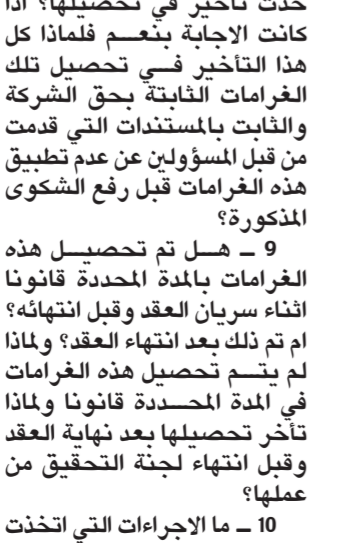 حدث تأخير في تحصيلها؟ اذا
كانت الاجابة بنعم فلماذا كل
هذا التأخير في تحصيل تلك
الغرامات الثابتة بحق الشركة
والثابت بالمستندات التي قدمت
من قبل المسؤولين عن عدم تطبيق
هذه الغرامات قبل رفع الشكوى
المذكورة؟
9 ــ هل تم تحصيل هذه
الغرامات بالمدة المحددة قانونا
اثناء سريان العقد وقبل انتهائه؟
ام تم ذلك بعد انتهاء العقد؟ ولماذا
لم يتم تحصيل هذه الغرامات
في المدة المحددة قانونا ولماذا
تأخر تحصيلها بعد نهاية العقد
وقبل انتهاء لجنة التحقيق من
عملها؟
10 ــ ما الاجراءات التي اتخذت